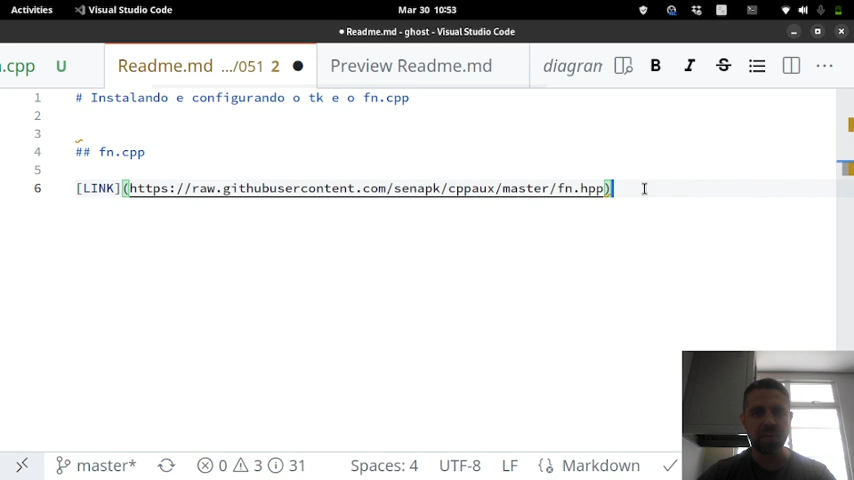 Activities Visual Studio Code Mar 30 10:53
Readme.md - ghost - Visual Studio Code
.cpp U Readme.md .../051 2 Preview Readme.md diagran B I S
1 # Instalando e configurando o tk e o fn.cpp
2
3
4 ## fn.cpp
5
6 [LINK](https://raw.githubusercontent.com/senapk/cppaux/master/fn.hpp)
master* 0 3 31 Spaces: 4 UTF-8 LF Markdown